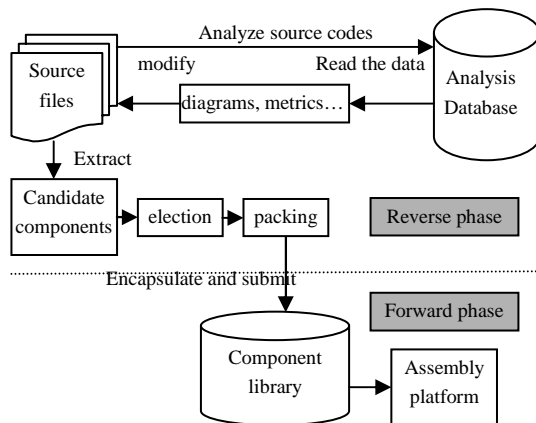 Analyze source codes
Source
files
modify
Read the data
Analysis
Database
diagrams, metrics…
Extract
Candidate
components
election
packing
Reverse phase
Encapsulate and submit
Forward phase
Component
library
Assembly
platform